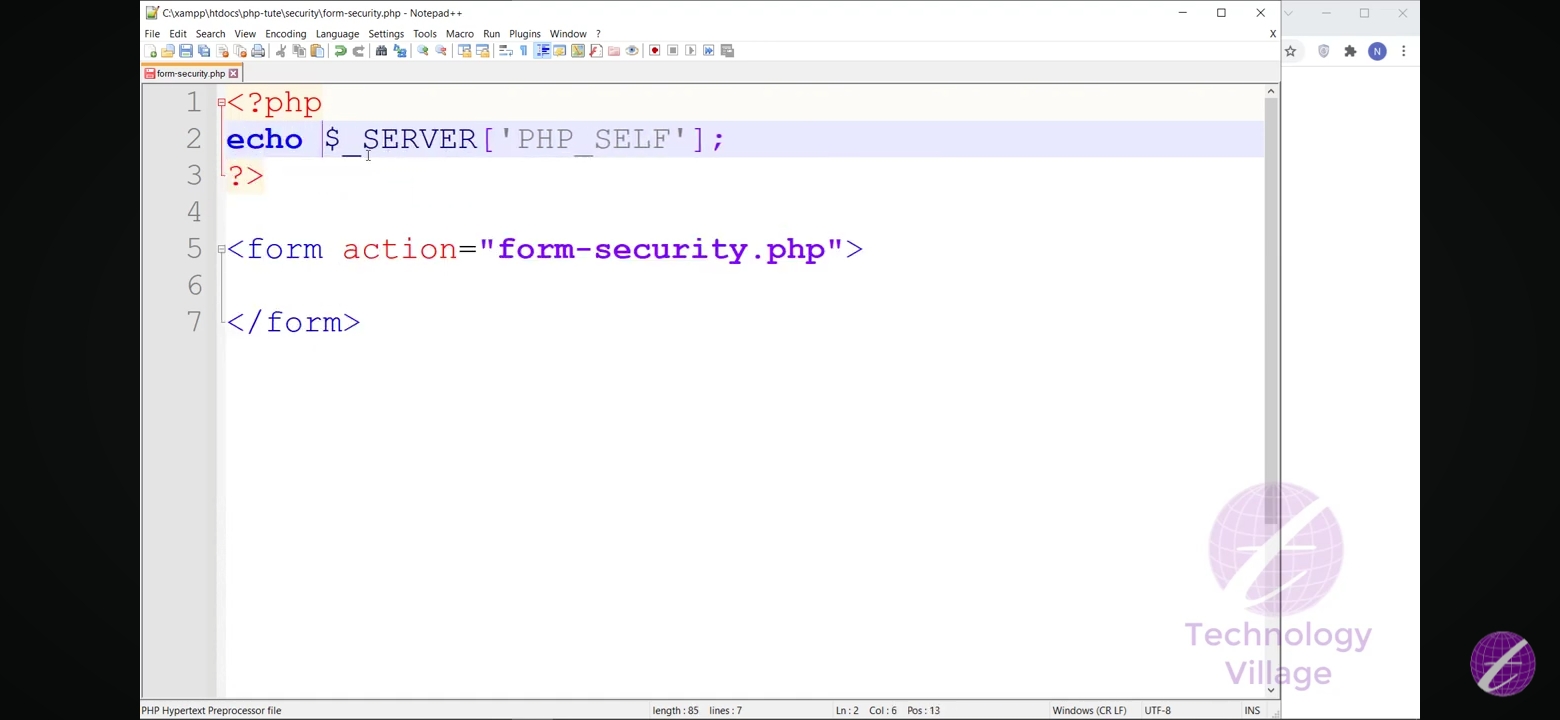 C:\xampp\htdocs\php-tute\security\form-security.php - Notepad++
File Edit Search View Encoding Language Settings Tools Macro Run Plugins Window ?
X
form-security.php
N
1 <?php
2 echo $_SERVER['PHP_SELF'];
3 ?>
4
5 <form action="form-security.php">
6
7 </form>
Technology
Village
PHP Hypertext Preprocessor file length : 85 lines : 7 Ln : 2 Col : 6 Pos : 13 Windows (CR LF) UTF-8 INS